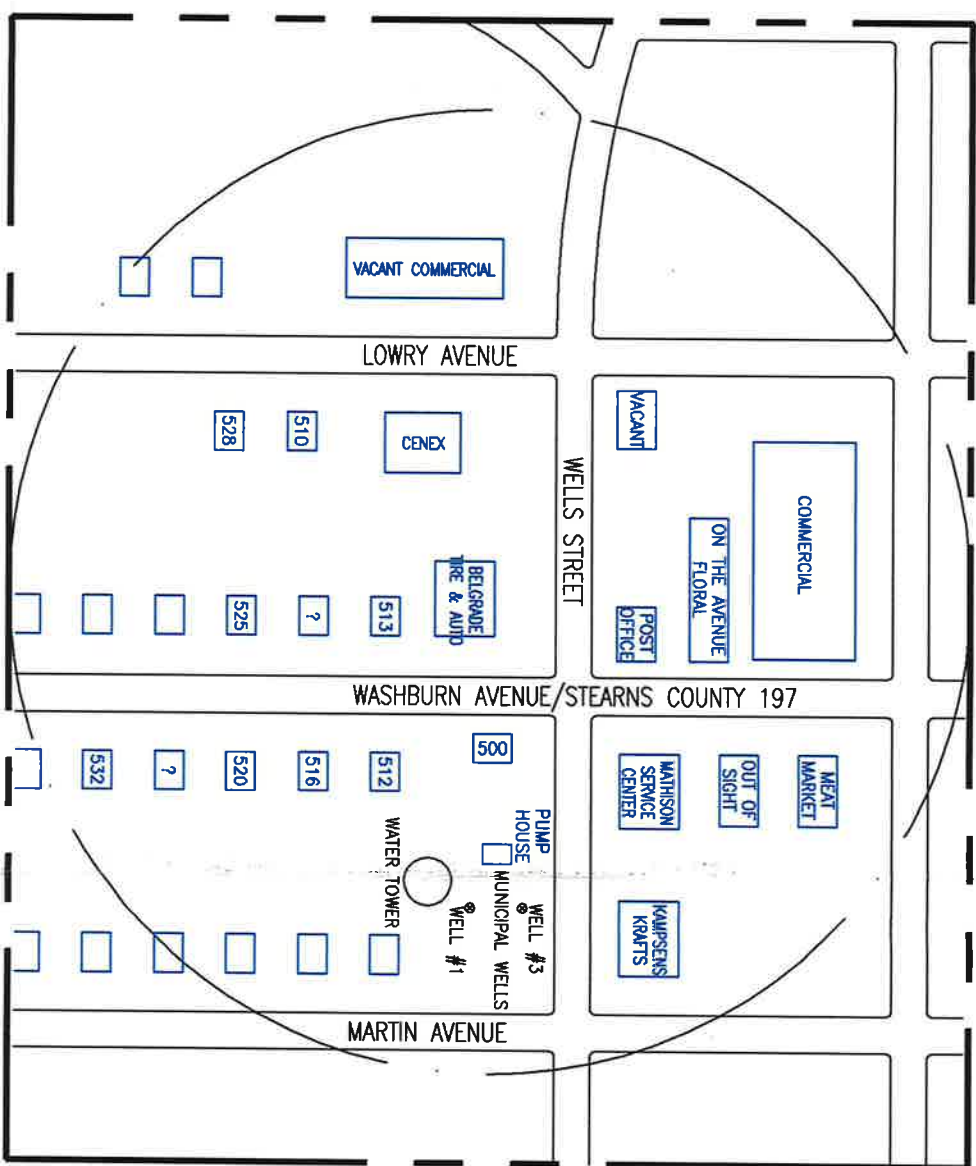 VACANT COMMERCIAL
LOWRY AVENUE
528
510
CENEX
VACANT
COMMERCIAL
ON THE AVENUE
FLORAL
WELLS STREET
BELGRADE
TIRE & AUTO
525
?
513
POST
OFFICE
WASHBURN AVENUE/STEARNS COUNTY 197
532
?
520
516
512
500
MATHISON
SERVICE
CENTER
OUT OF
SIGHT
MEAT
MARKET
PUMP
HOUSE
WATER TOWER
WELL #1
MUNICIPAL WELLS
WELL #3
KAMPSENS
KRAFTS
MARTIN AVENUE